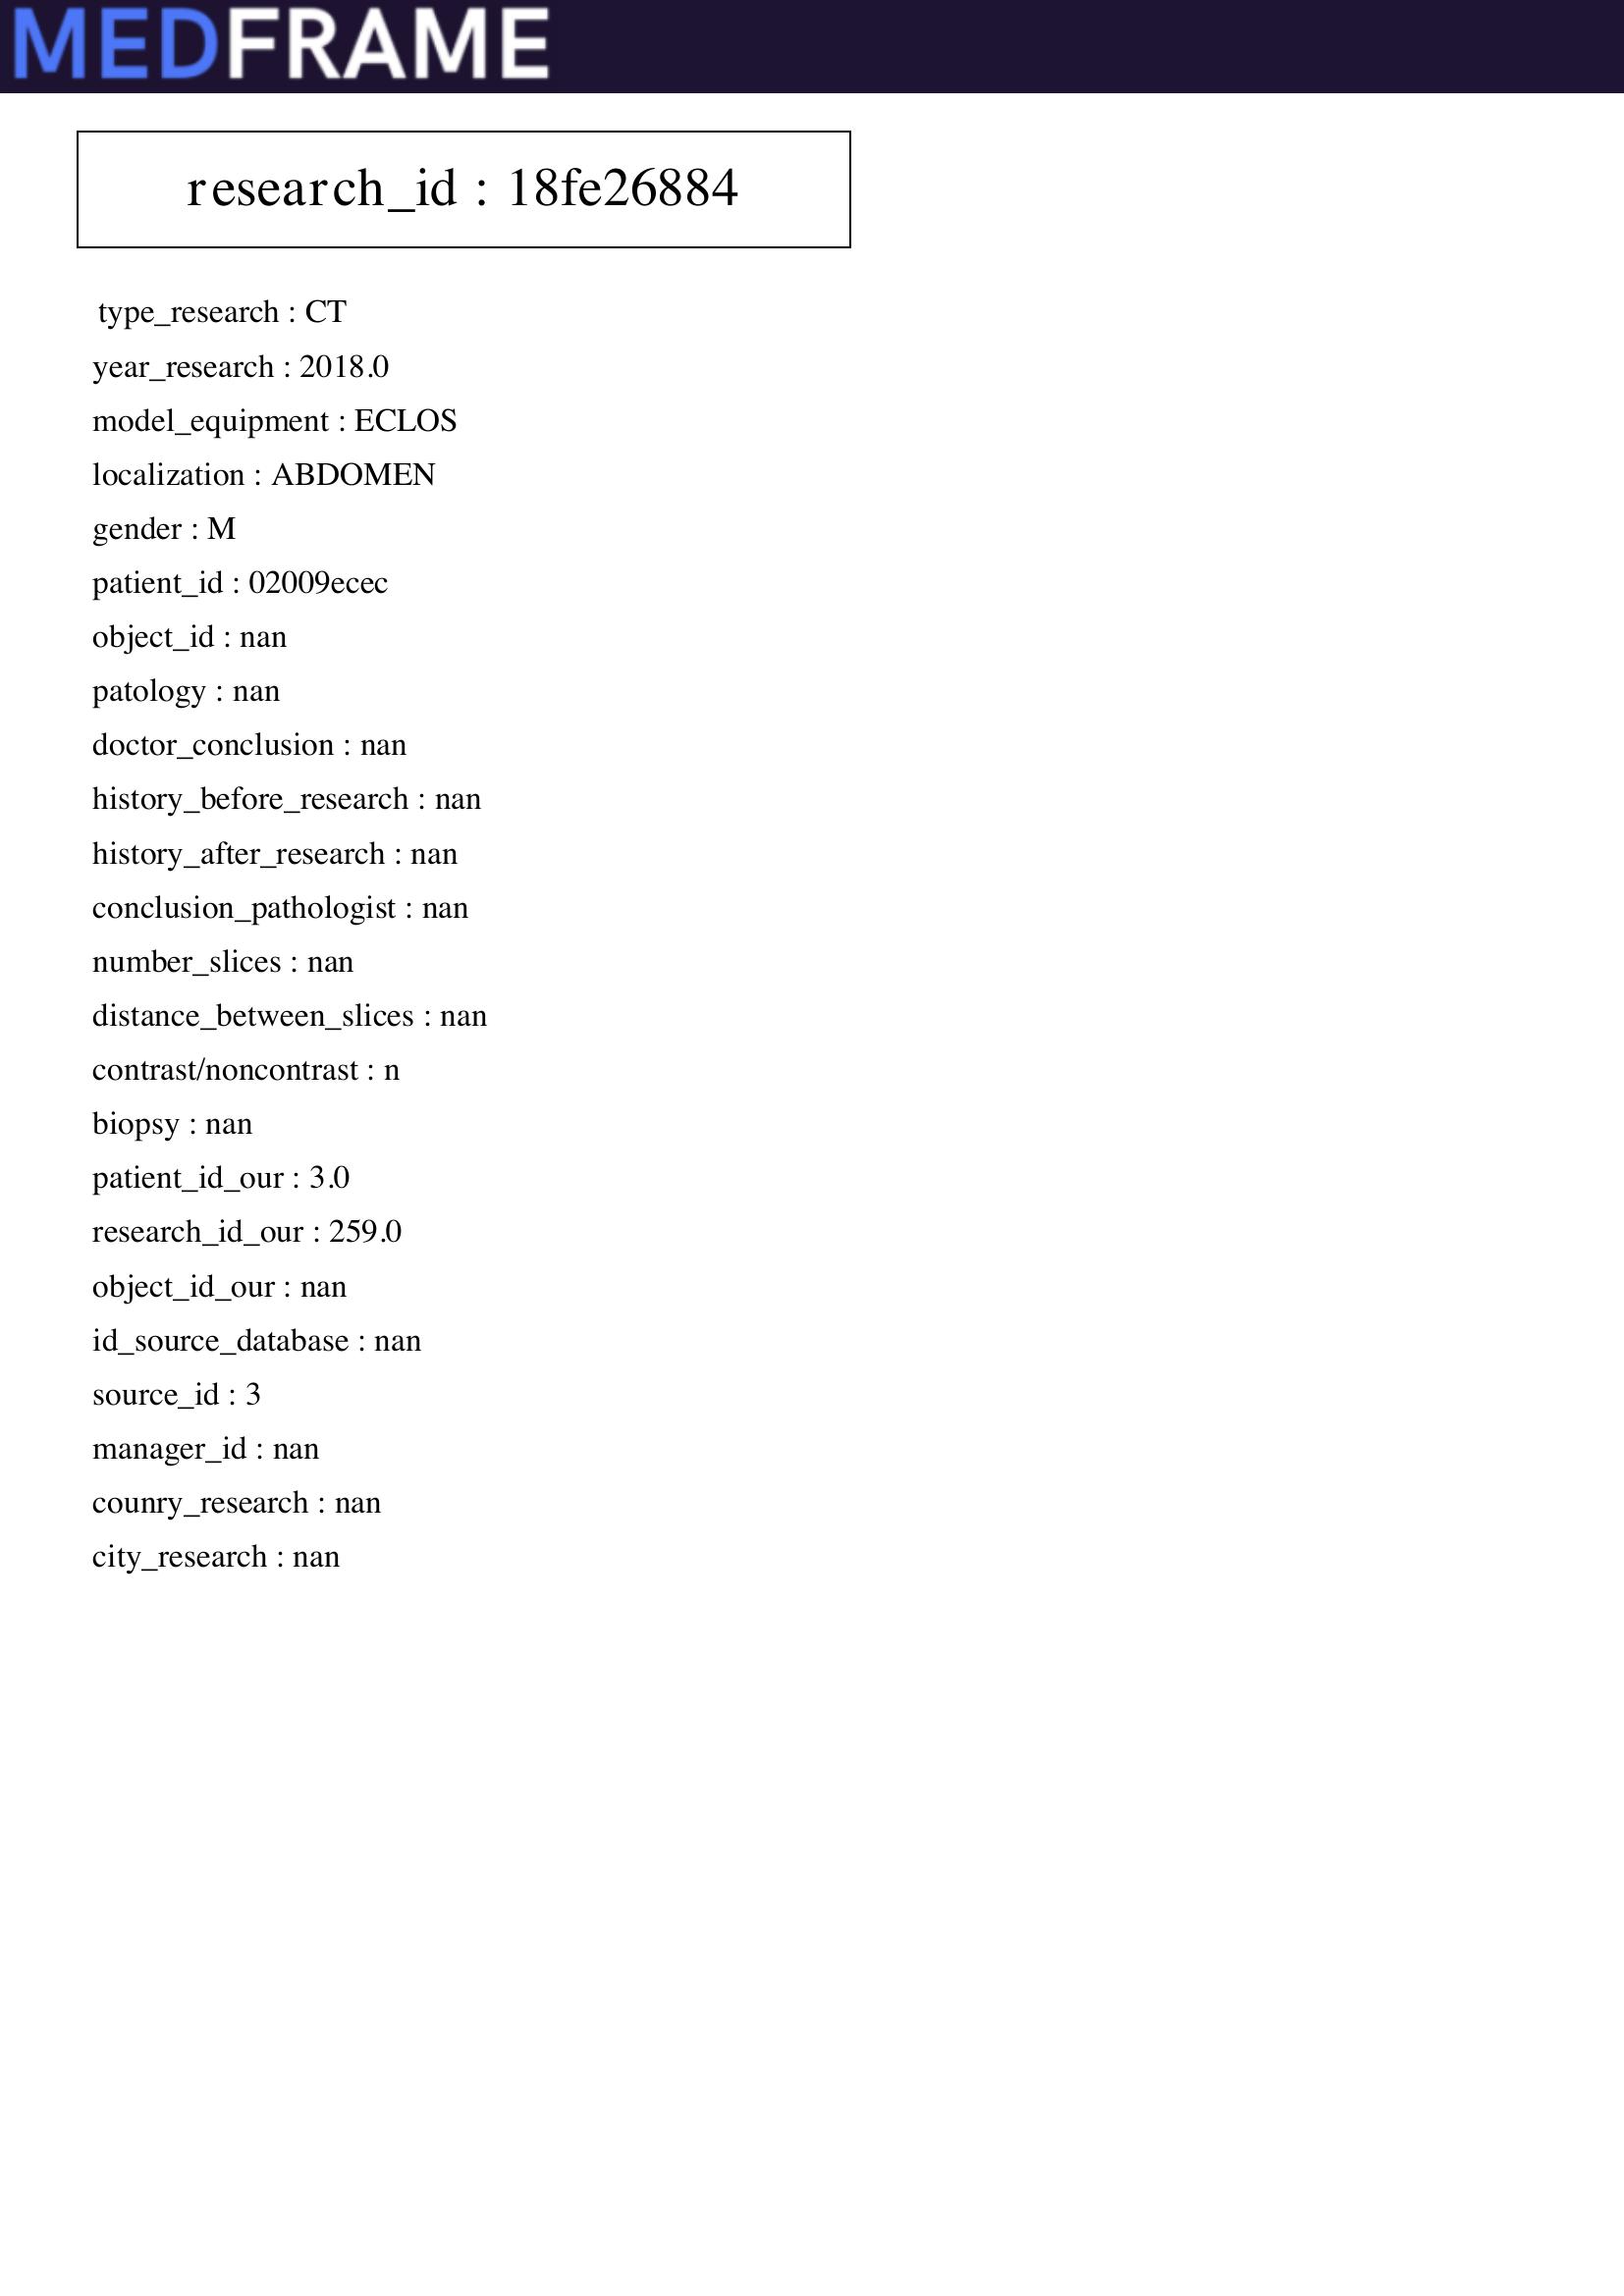 MEDFRAME
research_id : 18fe26884
type_research : CT
year_research : 2018.0
model_equipment : ECLOS
localization : ABDOMEN
gender : M
patient_id : 02009ecec
object_id : nan
patology : nan
doctor_conclusion : nan
history_before_research : nan
history_after_research : nan
conclusion_pathologist : nan
number_slices : nan
distance_between_slices : nan
contrast/noncontrast : n
biopsy : nan
patient_id_our : 3.0
research_id_our : 259.0
object_id_our : nan
id_source_database : nan
source_id : 3
manager_id : nan
counry_research : nan
city_research : nan